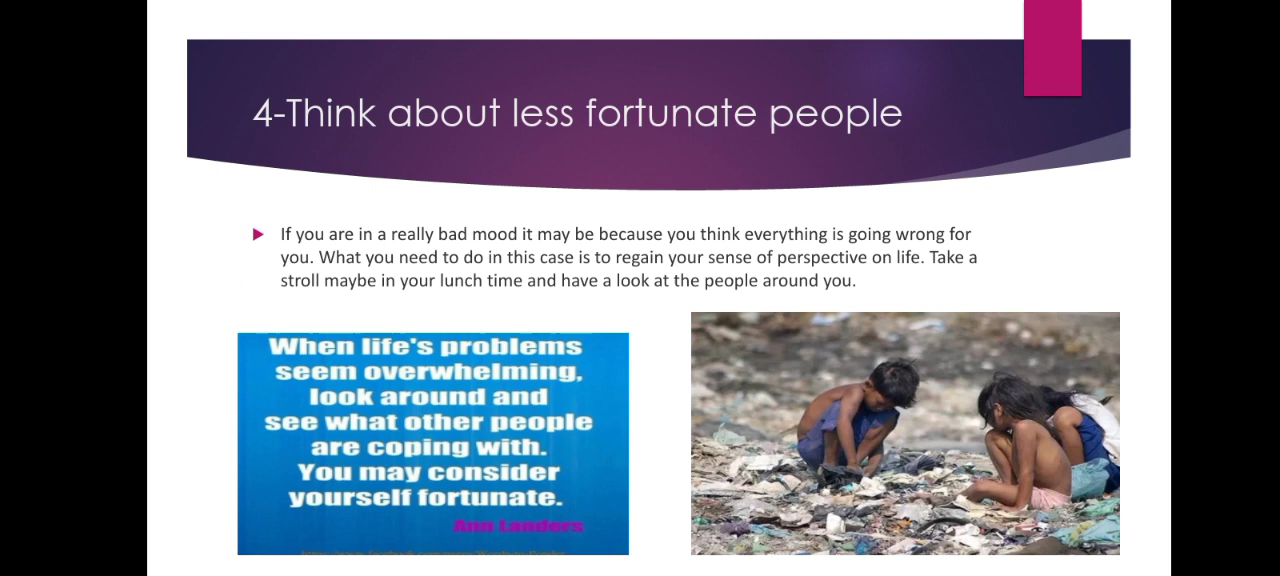 4-Think about less fortunate people
If you are in a really bad mood it may be because you think everything is going wrong for
you. What you need to do in this case is to regain your sense of perspective on life. Take a
stroll maybe in your lunch time and have a look at the people around you.
When life's problems
seem overwhelming,
look around and
see what other people
are coping with.
You may consider
yourself fortunate.
Ann Landers